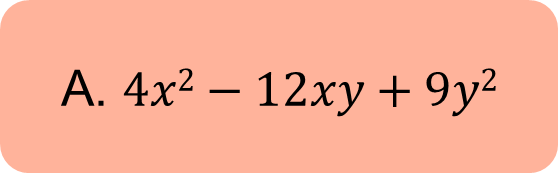 A. 4x² − 12xy + 9y²